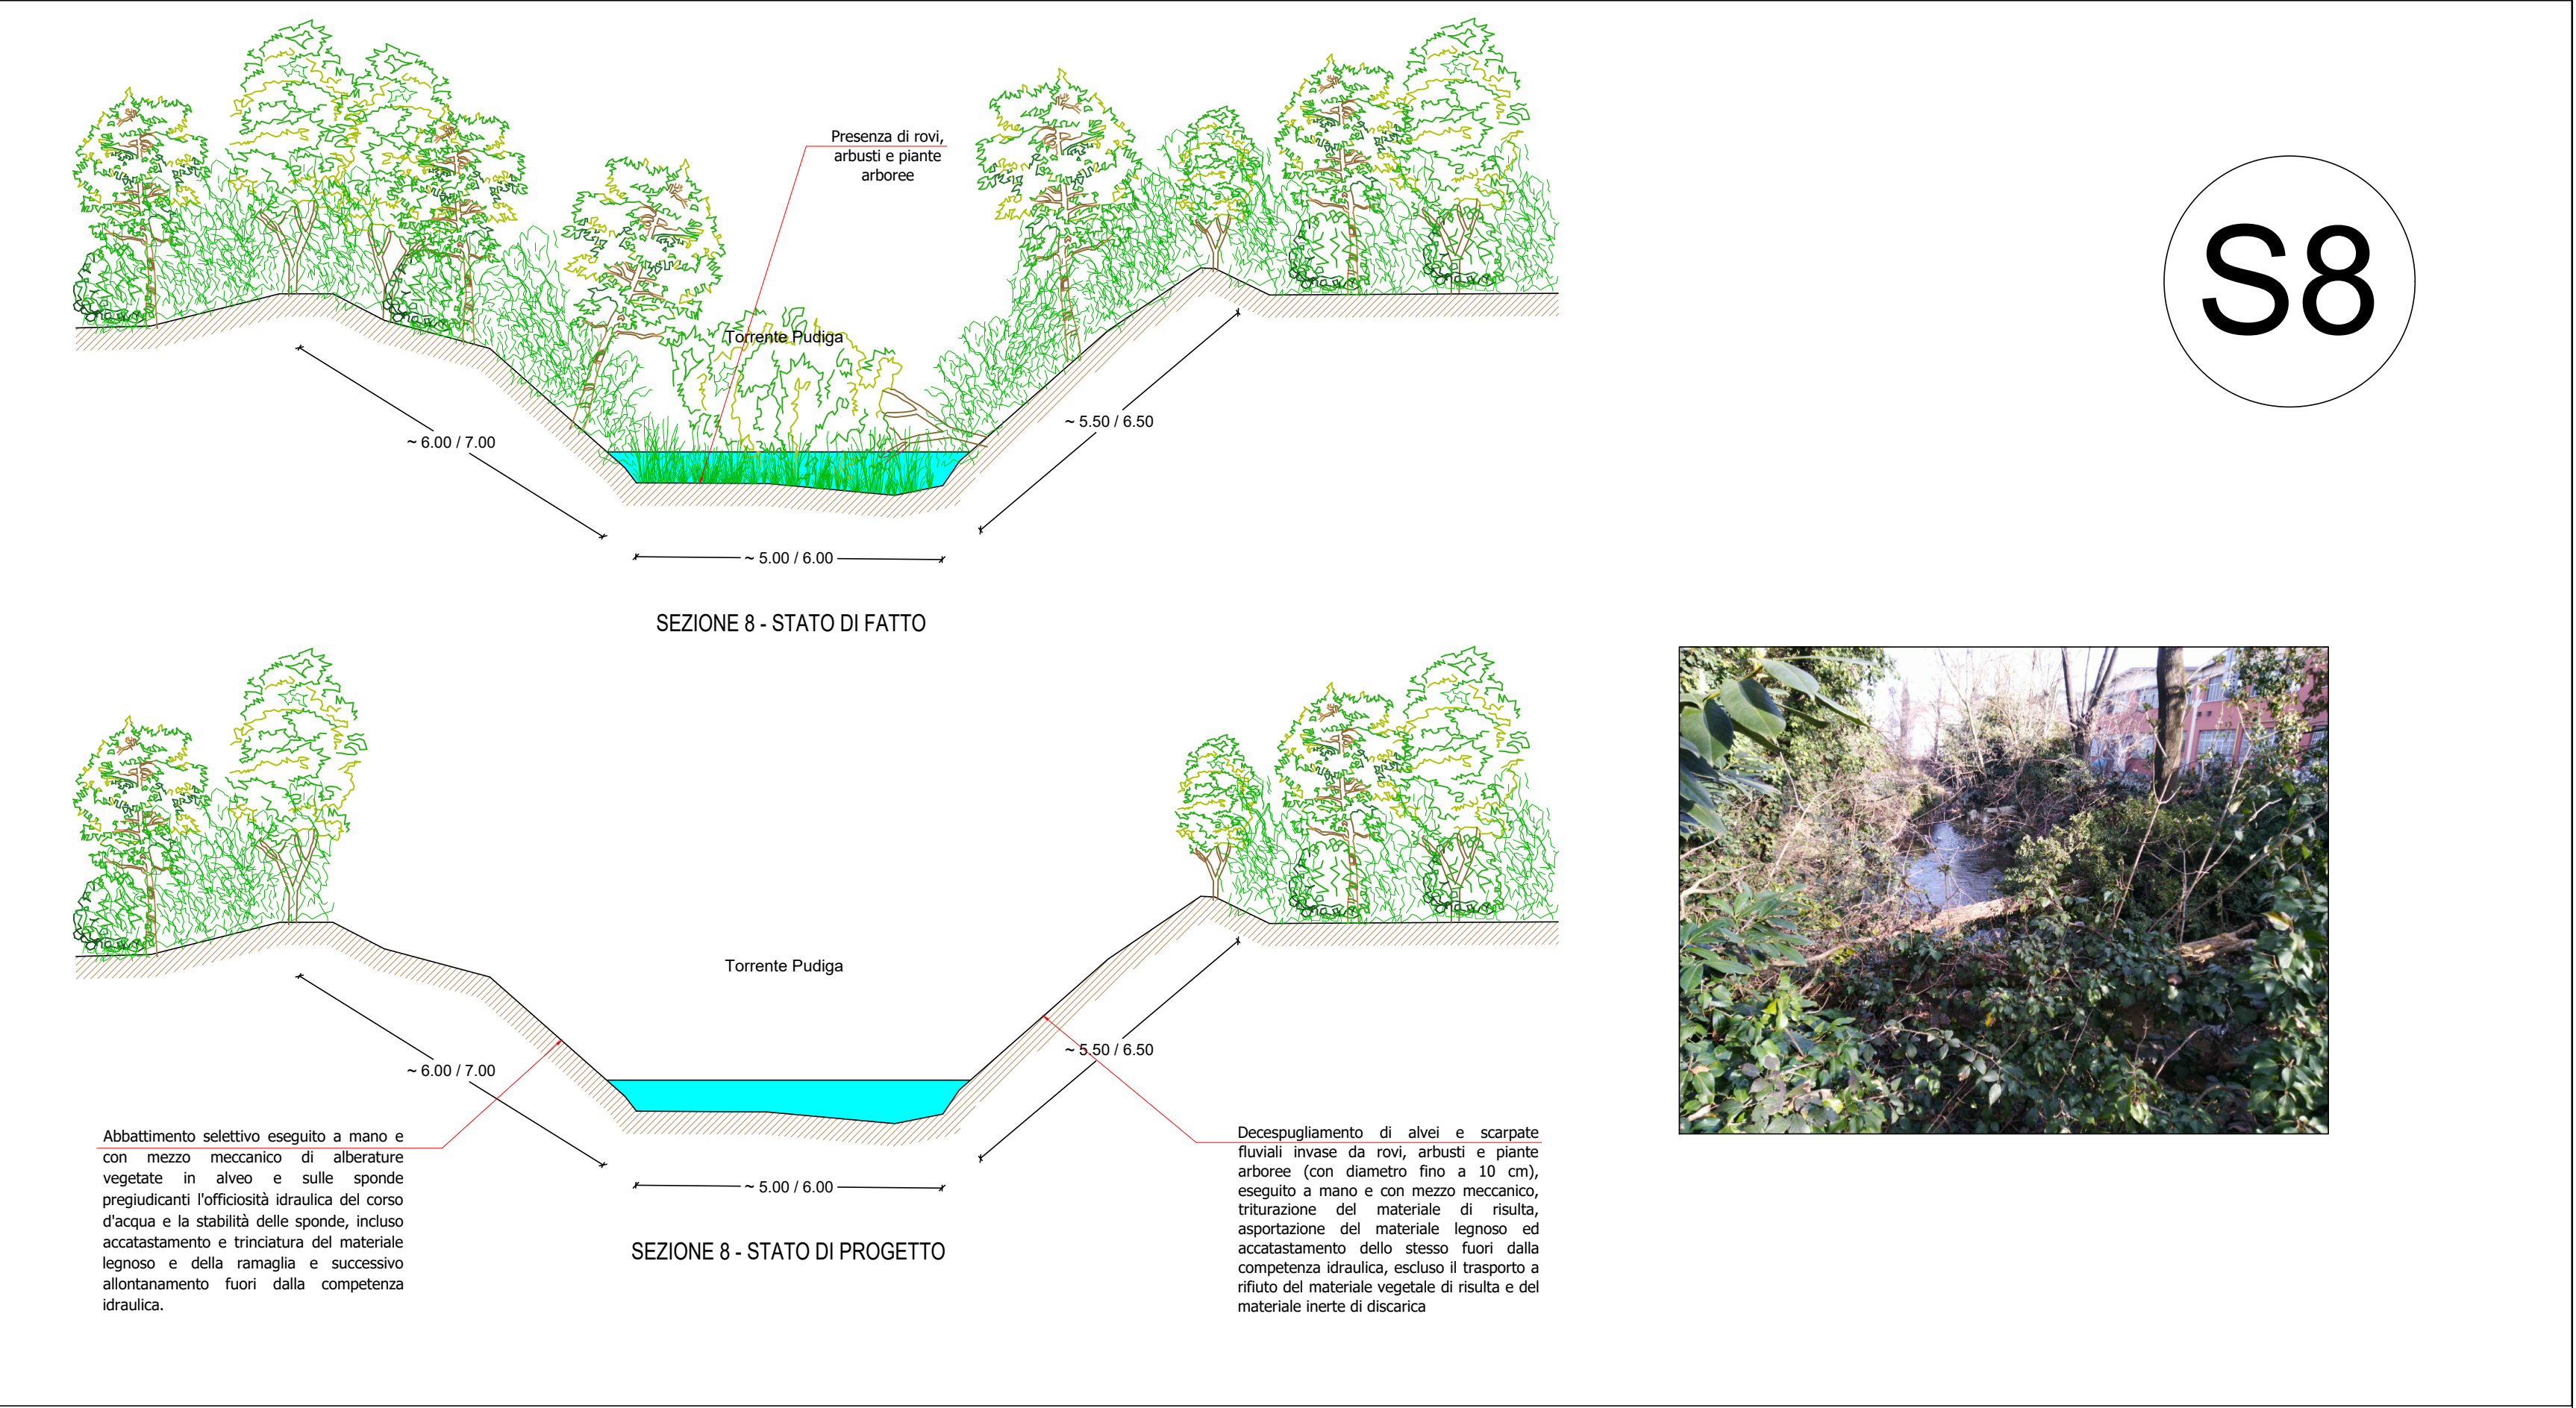 Presenza di rovi,
arbusti e piante
arboree
S8
Torrente Pudiga
~ 6.00 / 7.00
~ 5.50 / 6.50
~ 5.00 / 6.00
SEZIONE 8 - STATO DI FATTO
Torrente Pudiga
~ 6.00 / 7.00
~ 5.50 / 6.50
~ 5.00 / 6.00
SEZIONE 8 - STATO DI PROGETTO
Abbattimento selettivo eseguito a mano e
con mezzo meccanico di alberature
vegetate in alveo e sulle sponde
pregiudicanti l'officiosità idraulica del corso
d'acqua e la stabilità delle sponde, incluso
accatastamento e trinciatura del materiale
legnoso e della ramaglia e successivo
allontanamento fuori dalla competenza
idraulica.
Decespugliamento di alvei e scarpate
fluviali invase da rovi, arbusti e piante
arboree (con diametro fino a 10 cm),
eseguito a mano e con mezzo meccanico,
triturazione del materiale di risulta,
asportazione del materiale legnoso ed
accatastamento dello stesso fuori dalla
competenza idraulica, escluso il trasporto a
rifiuto del materiale vegetale di risulta e del
materiale inerte di discarica